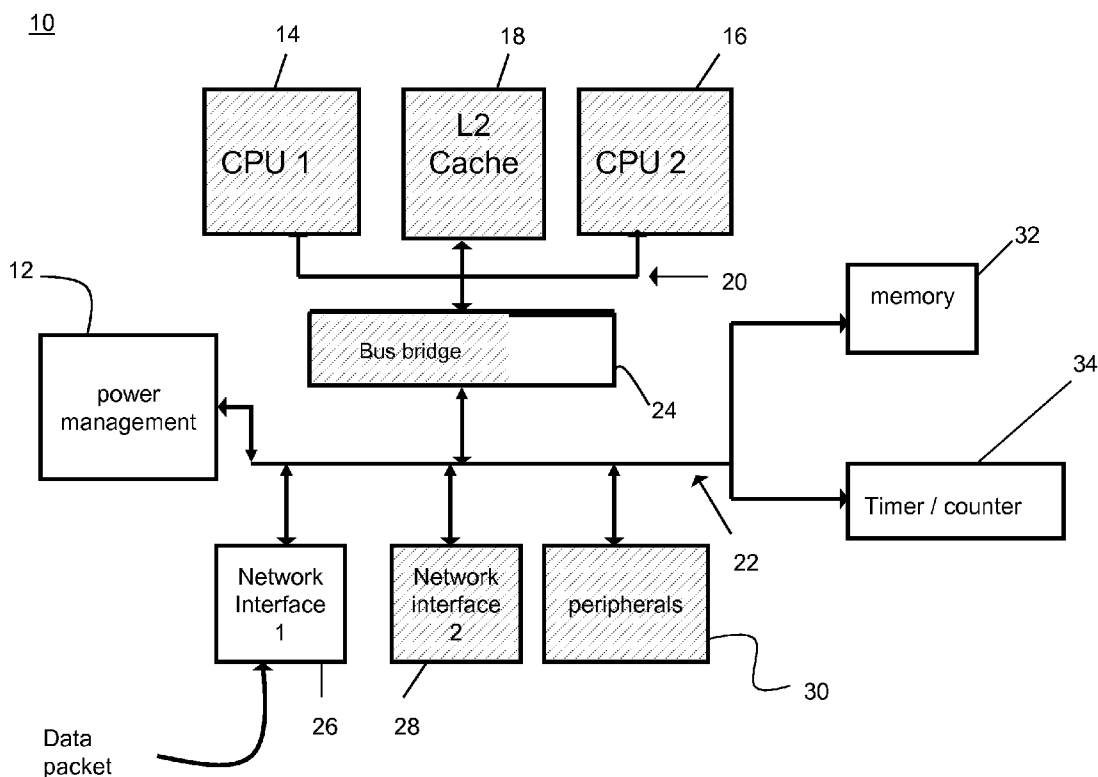 10
14
18
16
CPU 1
L2
Cache
CPU 2
12
20
32
memory
power
management
Bus bridge
24
34
Timer / counter
22
Network
Interface
1
Network
interface
2
peripherals
26
28
30
Data
packet